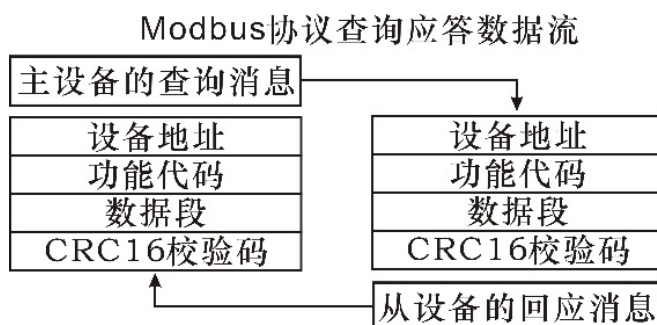 Modbus协议查询应答数据流
主设备的查询消息
设备地址
功能代码
数据段
CRC16校验码
设备地址
功能代码
数据段
CRC16校验码
从设备的回应消息